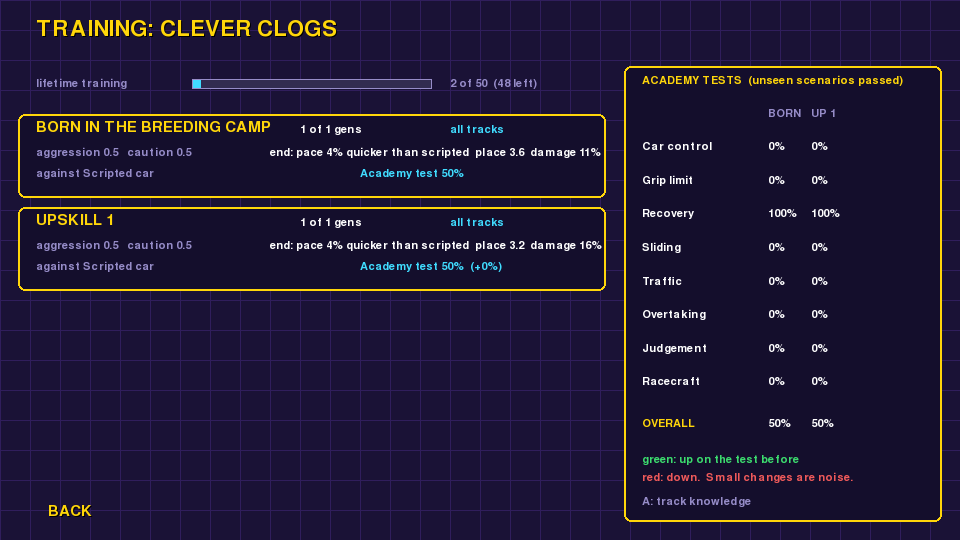 TRAINING: CLEVER CLOGS
lifetime training 2 of 50 (48 left)
BORN IN THE BREEDING CAMP 1 of 1 gens all tracks
aggression 0.5 caution 0.5 end: pace 4% quicker than scripted place 3.6 damage 11%
against Scripted car Academy test 50%
UPSKILL 1 1 of 1 gens all tracks
aggression 0.5 caution 0.5 end: pace 4% quicker than scripted place 3.2 damage 16%
against Scripted car Academy test 50% (+0%)
BACK
ACADEMY TESTS (unseen scenarios passed)
BORN UP 1
Car control 0% 0%
Grip limit 0% 0%
Recovery 100% 100%
Sliding 0% 0%
Traffic 0% 0%
Overtaking 0% 0%
Judgement 0% 0%
Racecraft 0% 0%
OVERALL 50% 50%
green: up on the test before
red: down. Small changes are noise.
A: track knowledge